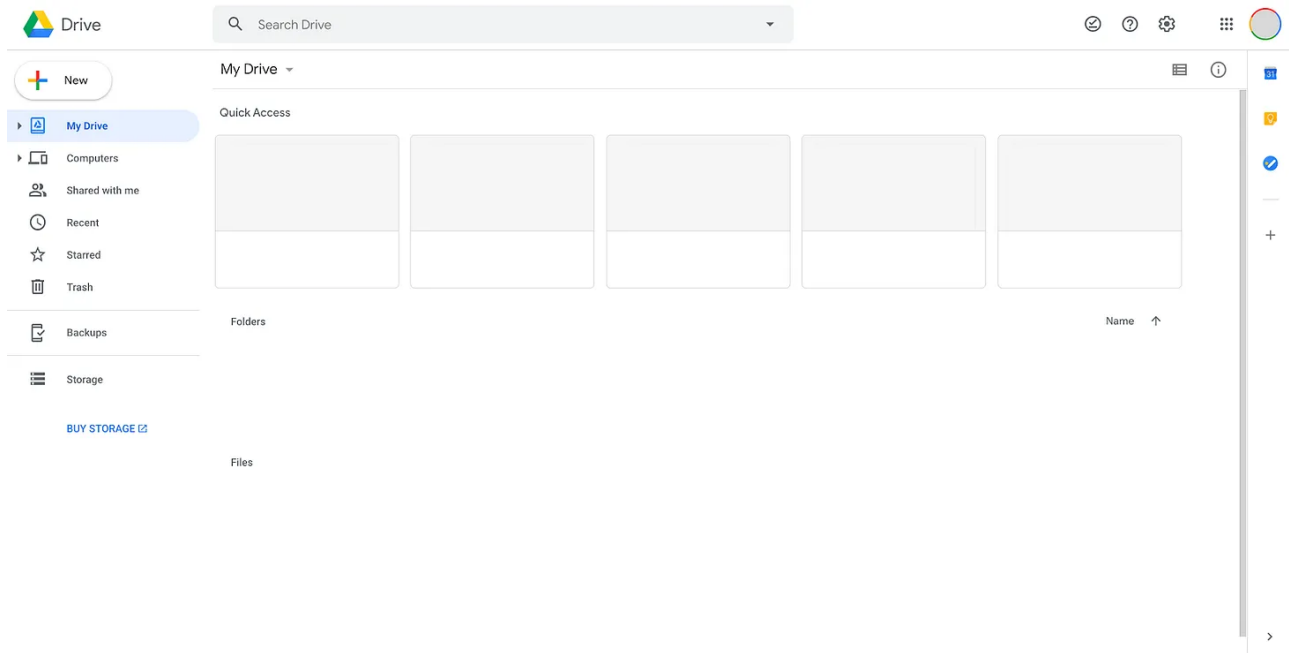 Drive
Search Drive
New
My Drive
Computers
Shared with me
Recent
Starred
Trash
Backups
Storage
BUY STORAGE
My Drive
Quick Access
Folders
Name
Files
31